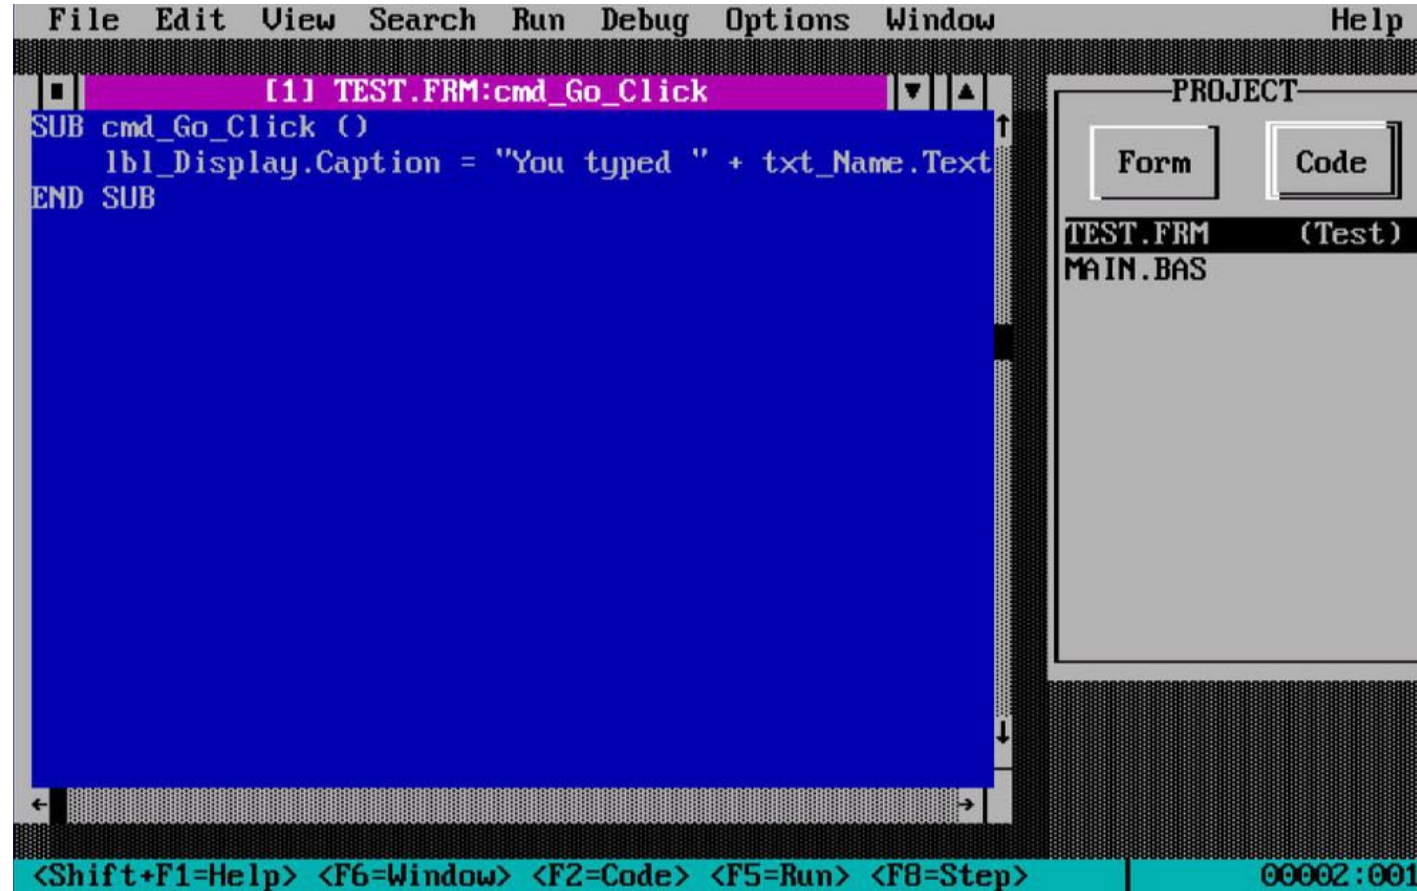 File Edit View Search Run Debug Options Window Help
[1] TEST.FRM:cmd_Go_Click
SUB cmd_Go_Click ()
    lbl_Display.Caption = "You typed " + txt_Name.Text
END SUB
PROJECT
Form Code
TEST.FRM (Test)
MAIN.BAS
<Shift+F1=Help> <F6=Window> <F2=Code> <F5=Run> <F8=Step> 00002:001